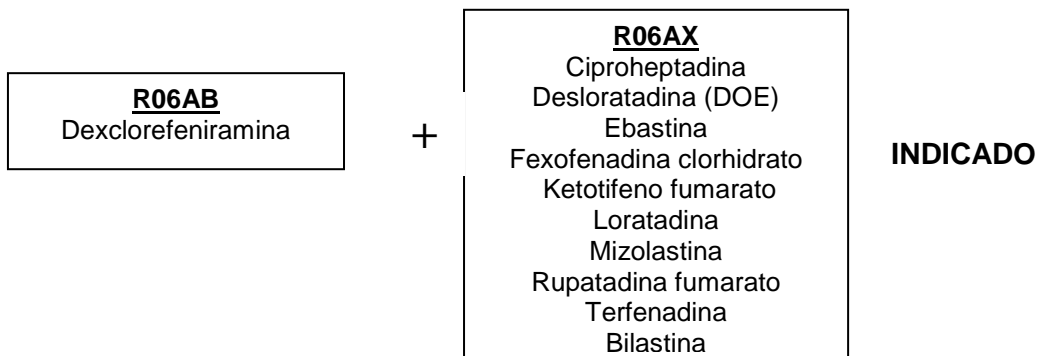 R06AB
Dexclorefeniramina
+
R06AX
Ciproheptadina
Desloratadina (DOE)
Ebastina
Fexofenadina clorhidrato
Ketotifeno fumarato
Loratadina
Mizolastina
Rupatadina fumarato
Terfenadina
Bilastina
INDICADO